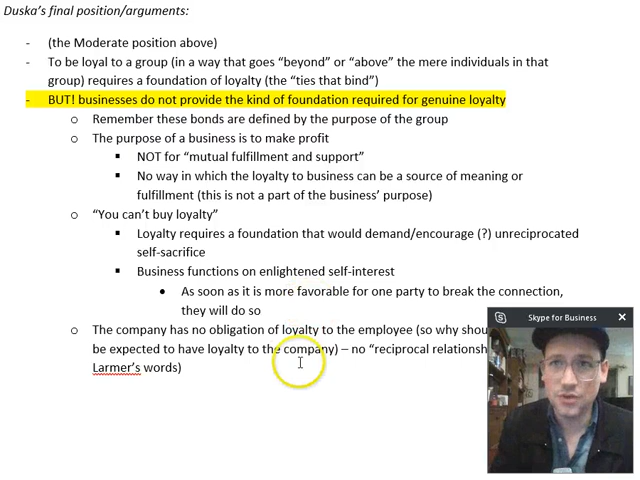 Duska's final position/arguments:
- (the Moderate position above)
- To be loyal to a group (in a way that goes "beyond" or "above" the mere individuals in that
group) requires a foundation of loyalty (the "ties that bind")
- BUT! businesses do not provide the kind of foundation required for genuine loyalty
o Remember these bonds are defined by the purpose of the group
o The purpose of a business is to make profit
▪ NOT for "mutual fulfillment and support"
▪ No way in which the loyalty to business can be a source of meaning or
fulfillment (this is not a part of the business' purpose)
o "You can't buy loyalty"
▪ Loyalty requires a foundation that would demand/encourage (?) unreciprocated
self-sacrifice
▪ Business functions on enlightened self-interest
• As soon as it is more favorable for one party to break the connection,
they will do so
o The company has no obligation of loyalty to the employee (so why
be expected to have loyalty to the company) – no "reciprocal
Larmer's words)
Skype for Business